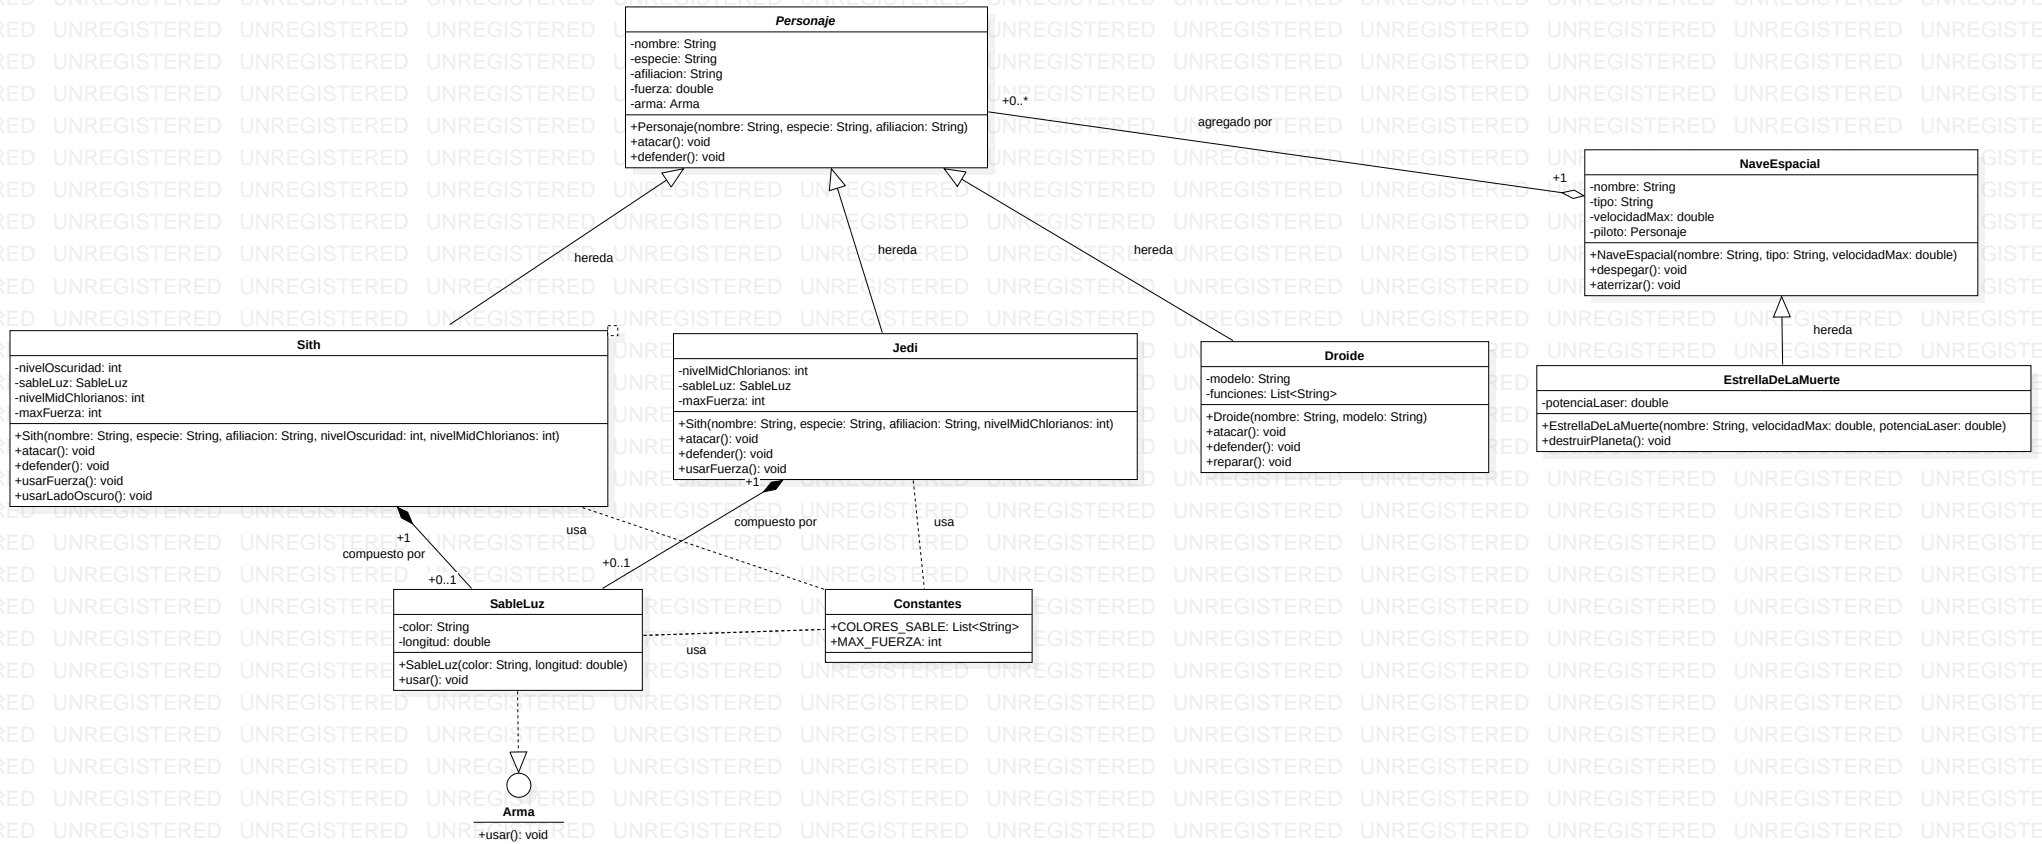 Personaje
-nombre: String
-especie: String
-afiliacion: String
-fuerza: double
-arma: Arma
+Personaje(nombre: String, especie: String, afiliacion: String)
+atacar(): void
+defender(): void
+0..*
agregado por
+1
NaveEspacial
-nombre: String
-tipo: String
-velocidadMax: double
-piloto: Personaje
+NaveEspacial(nombre: String, tipo: String, velocidadMax: double)
+despegar(): void
+aterrizar(): void
hereda
hereda
hereda
hereda
Sith
-nivelOscuridad: int
-sableLuz: SableLuz
-nivelMidChlorianos: int
-maxFuerza: int
+Sith(nombre: String, especie: String, afiliacion: String, nivelOscuridad: int, nivelMidChlorianos: int)
+atacar(): void
+defender(): void
+usarFuerza(): void
+usarLadoOscuro(): void
Jedi
-nivelMidChlorianos: int
-sableLuz: SableLuz
-maxFuerza: int
+Sith(nombre: String, especie: String, afiliacion: String, nivelMidChlorianos: int)
+atacar(): void
+defender(): void
+usarFuerza(): void
Droide
-modelo: String
-funciones: List<String>
+Droide(nombre: String, modelo: String)
+atacar(): void
+defender(): void
+reparar(): void
EstrellaDeLaMuerte
-potenciaLaser: double
+EstrellaDeLaMuerte(nombre: String, velocidadMax: double, potenciaLaser: double)
+destruirPlaneta(): void
+1
compuesto por
+0..1
usa
+1
compuesto por
+0..1
usa
SableLuz
-color: String
-longitud: double
+SableLuz(color: String, longitud: double)
+usar(): void
usa
Constantes
+COLORES_SABLE: List<String>
+MAX_FUERZA: int
Arma
+usar(): void
UNREGISTERED